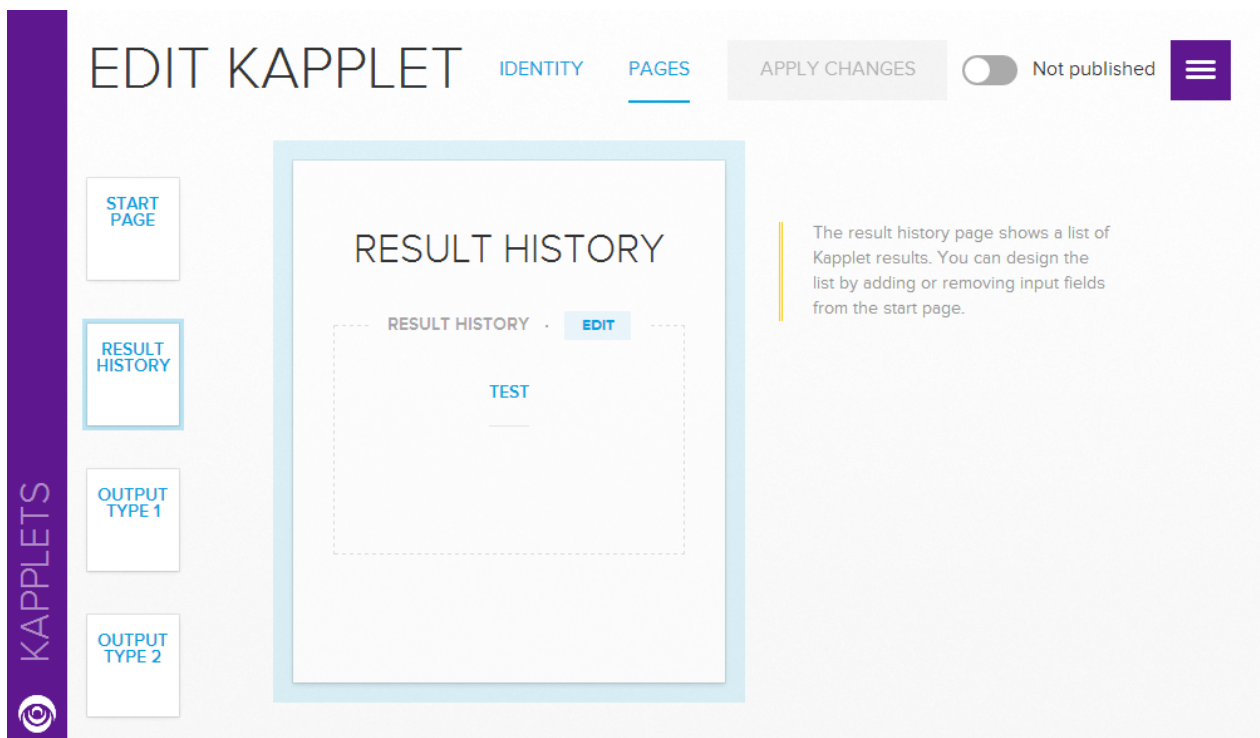 EDIT KAPPLET
IDENTITY
PAGES
APPLY CHANGES
Not published
START
PAGE
RESULT
HISTORY
OUTPUT
TYPE 1
OUTPUT
TYPE 2
KAPPLETS
RESULT HISTORY
RESULT HISTORY · EDIT
TEST
The result history page shows a list of
Kapplet results. You can design the
list by adding or removing input fields
from the start page.